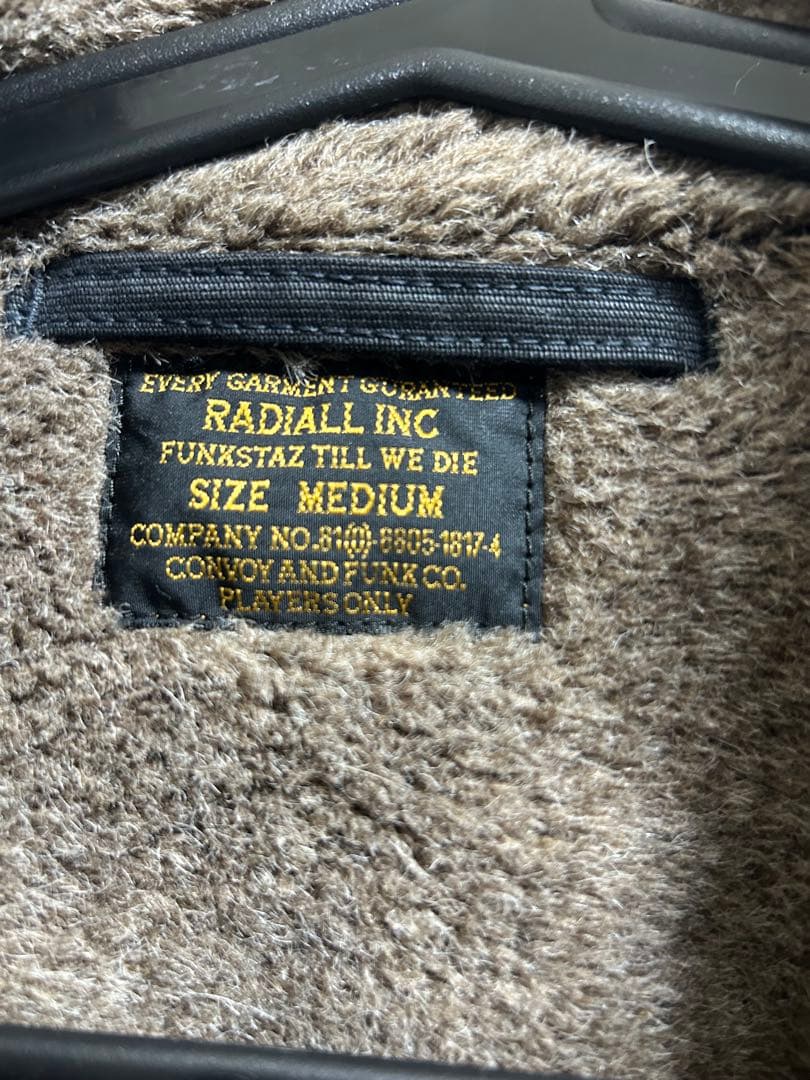 EVERY GARMENT GURANTEED
RADIALL INC
FUNKSTAZ TILL WE DIE
SIZE MEDIUM
COMPANY NO.81(0)-6805-1817-4
CONVOY AND FUNK CO.
PLAYERS ONLY